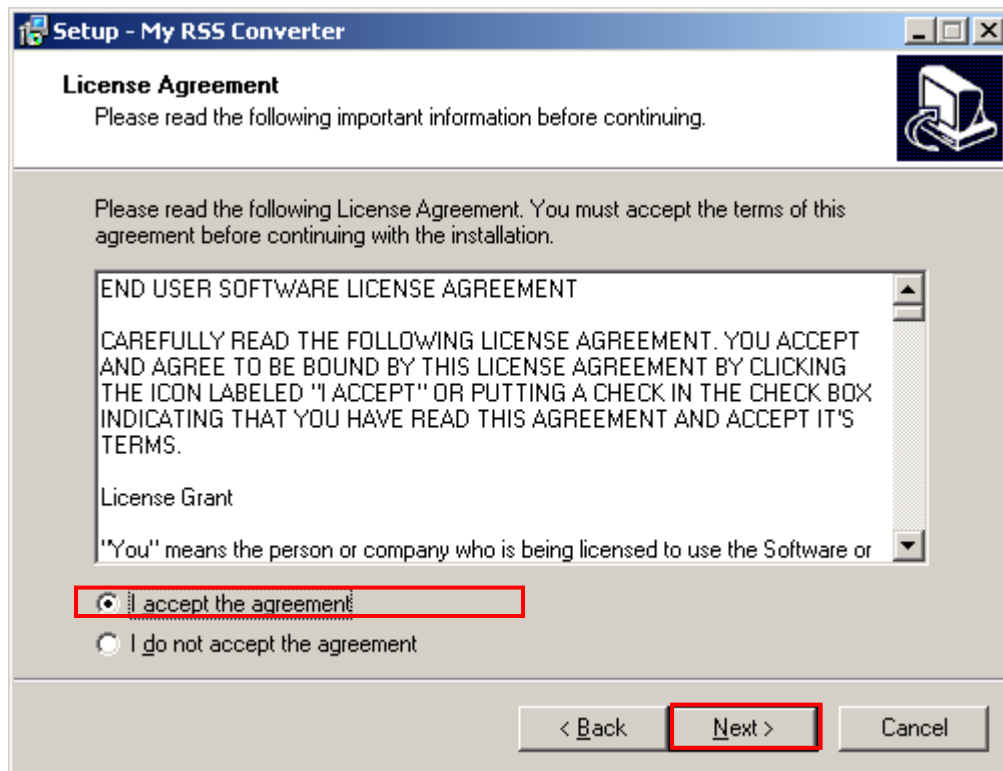 Setup - My RSS Converter
License Agreement
Please read the following important information before continuing.
Please read the following License Agreement. You must accept the terms of this
agreement before continuing with the installation.
END USER SOFTWARE LICENSE AGREEMENT
CAREFULLY READ THE FOLLOWING LICENSE AGREEMENT. YOU ACCEPT
AND AGREE TO BE BOUND BY THIS LICENSE AGREEMENT BY CLICKING
THE ICON LABELED "I ACCEPT" OR PUTTING A CHECK IN THE CHECK BOX
INDICATING THAT YOU HAVE READ THIS AGREEMENT AND ACCEPT IT'S
TERMS.
License Grant
"You" means the person or company who is being licensed to use the Software or
I accept the agreement
I do not accept the agreement
< Back Next > Cancel